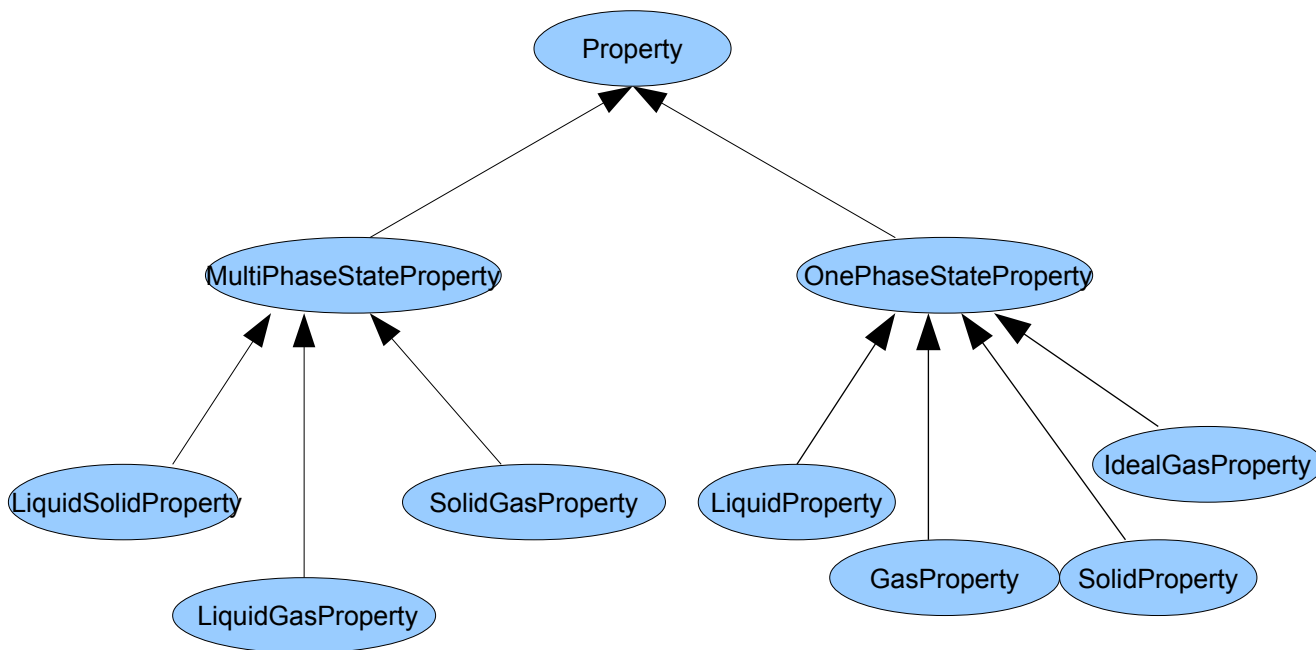 Property
MultiPhaseStateProperty
OnePhaseStateProperty
IdealGasProperty
LiquidSolidProperty
SolidGasProperty
LiquidProperty
GasProperty
SolidProperty
LiquidGasProperty